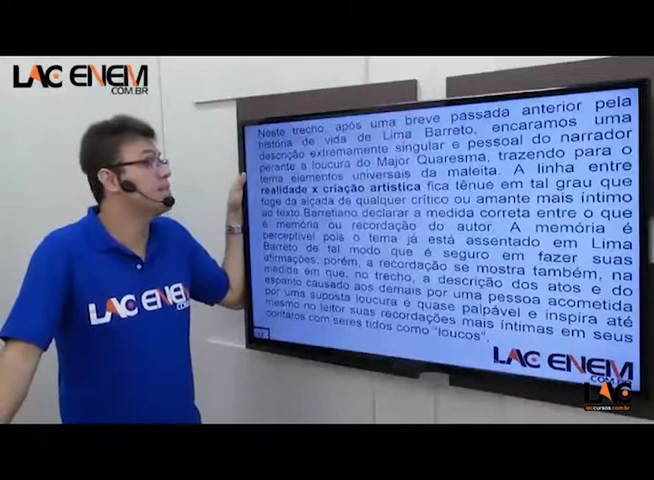 LAC ENEM
.COM.BR
Neste trecho, após uma breve passada anterior pela
história de vida de Lima Barreto, encaramos uma
descrição extremamente singular e pessoal do narrador
perante a loucura do Major Quaresma, trazendo para o
tema elementos universais da maleita. A linha entre
realidade x criação artística fica tênue em tal grau que
foge da alçada de qualquer crítico ou amante mais íntimo
ao texto Barretiano declarar a medida correta entre o que
é memória ou recordação do autor. A memória é
perceptível pois o tema já está assentado em Lima
Barreto de tal modo que é seguro em fazer suas
afirmações, porém, a recordação se mostra também, na
medida em que, no trecho, a descrição dos atos e do
espanto causado aos demais por uma pessoa acometida
por uma suposta loucura é quase palpável e inspira até
mesmo no leitor suas recordações mais íntimas em seus
contatos com seres tidos como "loucos".
LAC ENEM
.COM.BR
LAC ENEM
.COM.BR
LAC
laccursos.com.br